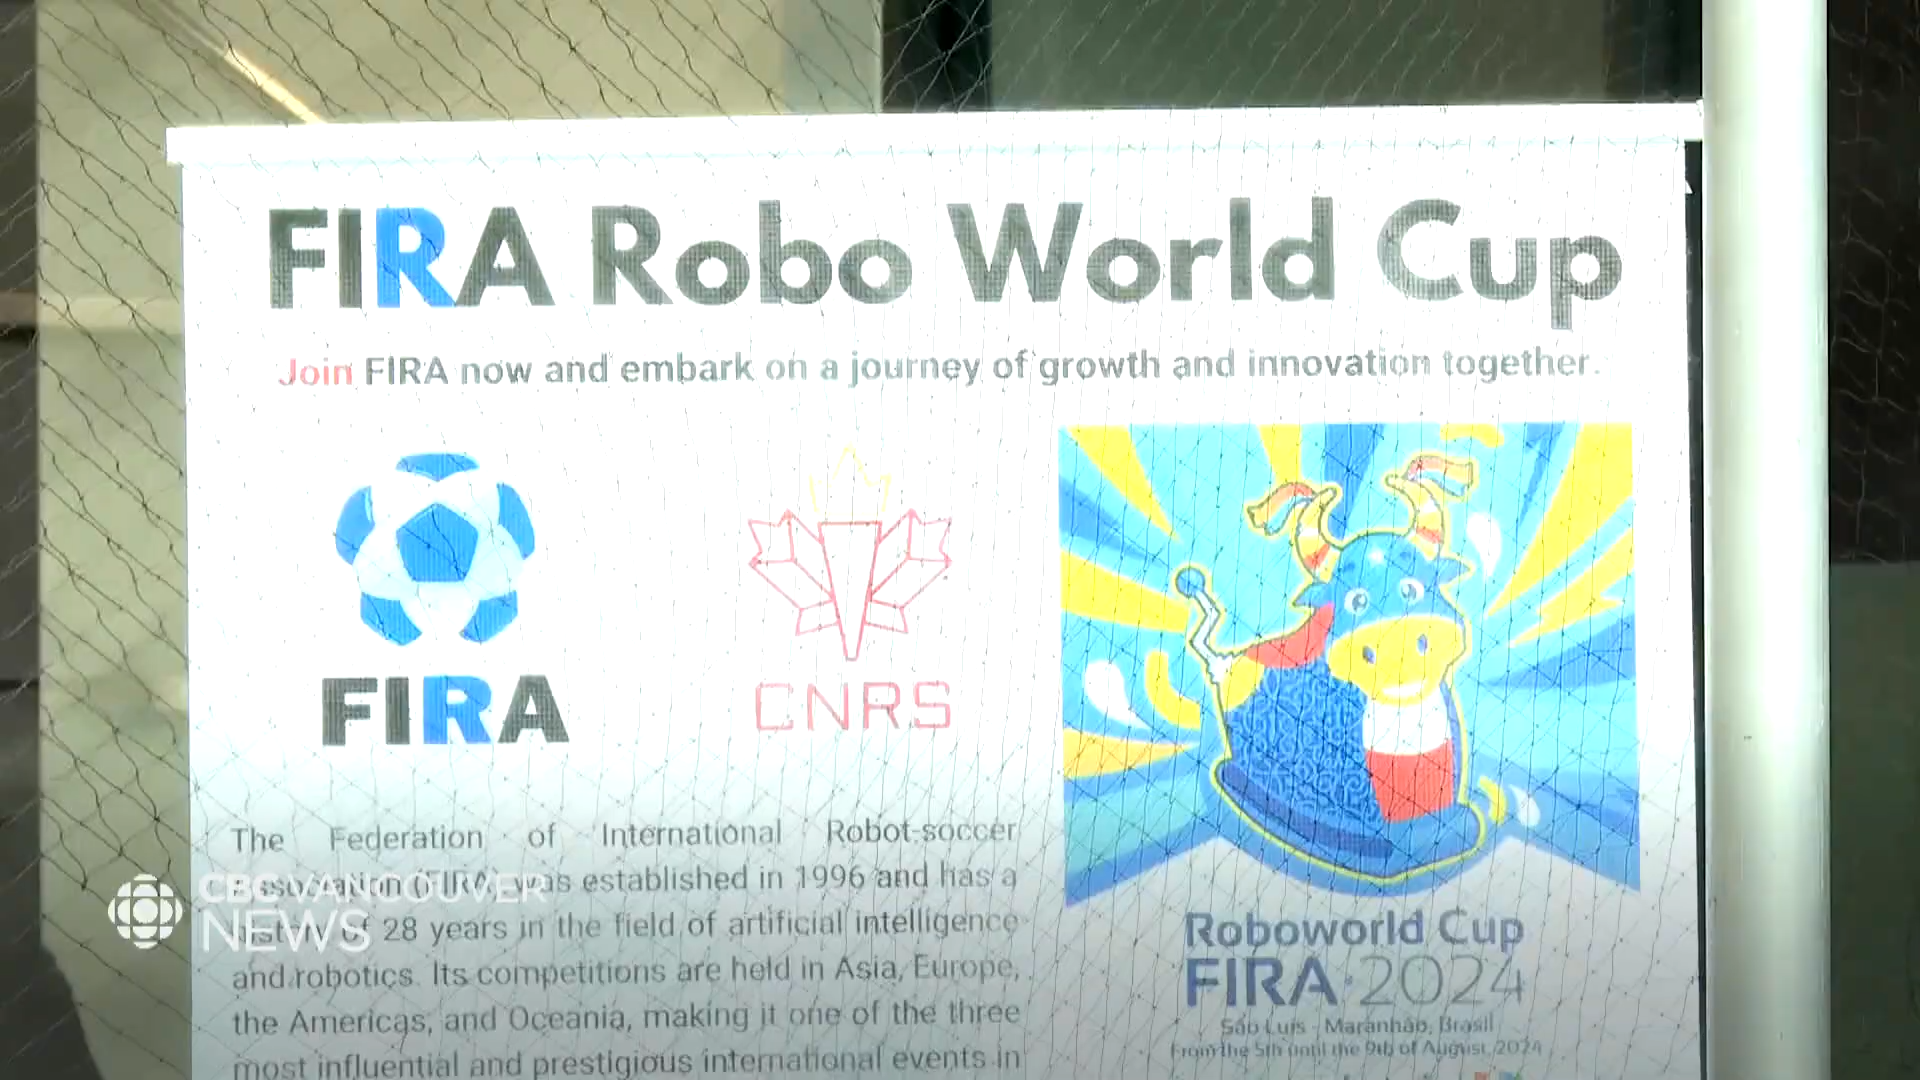 FIRA Robo World Cup
Join FIRA now and embark on a journey of growth and innovation together.
FIRA
CNRS
The Federation of International Robot-soccer
Association (FIRA) was established in 1996 and has a
history of 28 years in the field of artificial intelligence
and robotics. Its competitions are held in Asia, Europe,
the Americas, and Oceania, making it one of the three
most influential and prestigious international events in
Roboworld Cup
FIRA 2024
São Luís - Maranhão, Brasil
From the 5th until the 9th of August, 2024
CBC VANCOUVER
NEWS